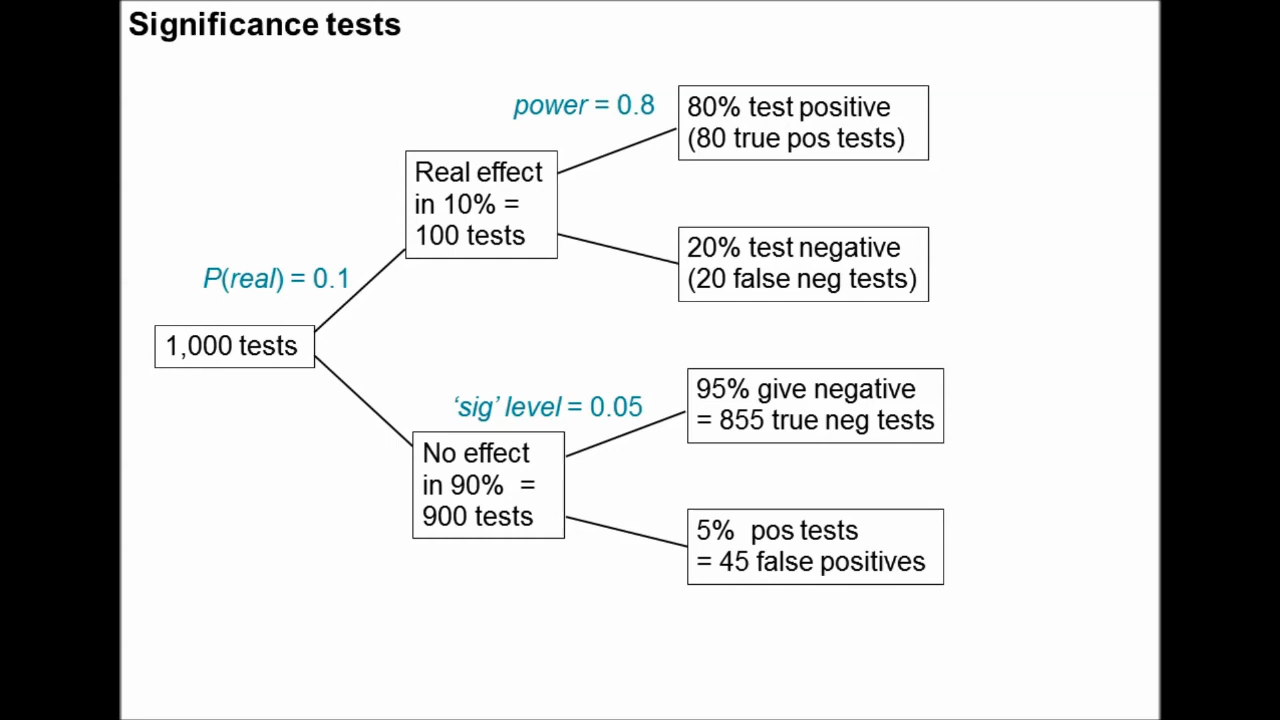 Significance tests
power = 0.8
80% test positive
(80 true pos tests)
Real effect
in 10% =
100 tests
20% test negative
(20 false neg tests)
P(real) = 0.1
1,000 tests
95% give negative
= 855 true neg tests
‘sig’ level = 0.05
No effect
in 90% =
900 tests
5% pos tests
= 45 false positives